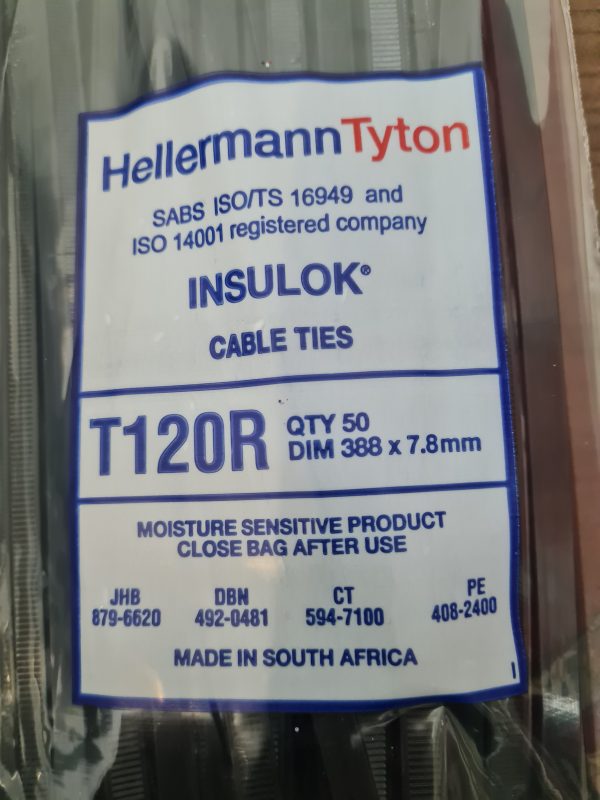 HellermannTyton
SABS ISO/TS 16949 and
ISO 14001 registered company
INSULOK®
CABLE TIES
T120R
QTY 50
DIM 388 x 7.8mm
MOISTURE SENSITIVE PRODUCT
CLOSE BAG AFTER USE
JHB DBN CT PE
879-6620 492-0481 594-7100 408-2400
MADE IN SOUTH AFRICA